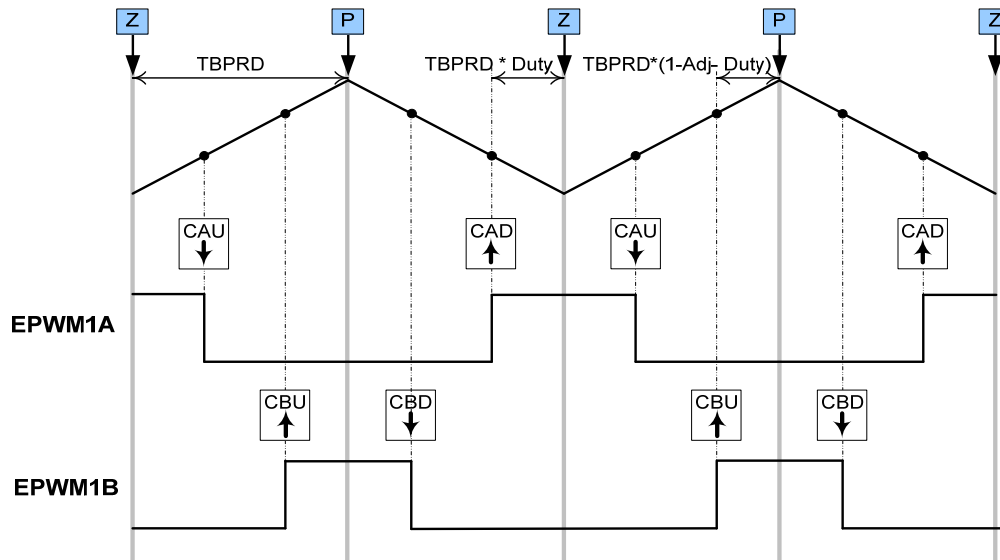 Z P Z P Z
TBPRD TBPRD * Duty TBPRD*(1-Adj- Duty)
CAU CAD CAU CAD
EPWM1A
CBU CBD CBU CBD
EPWM1B